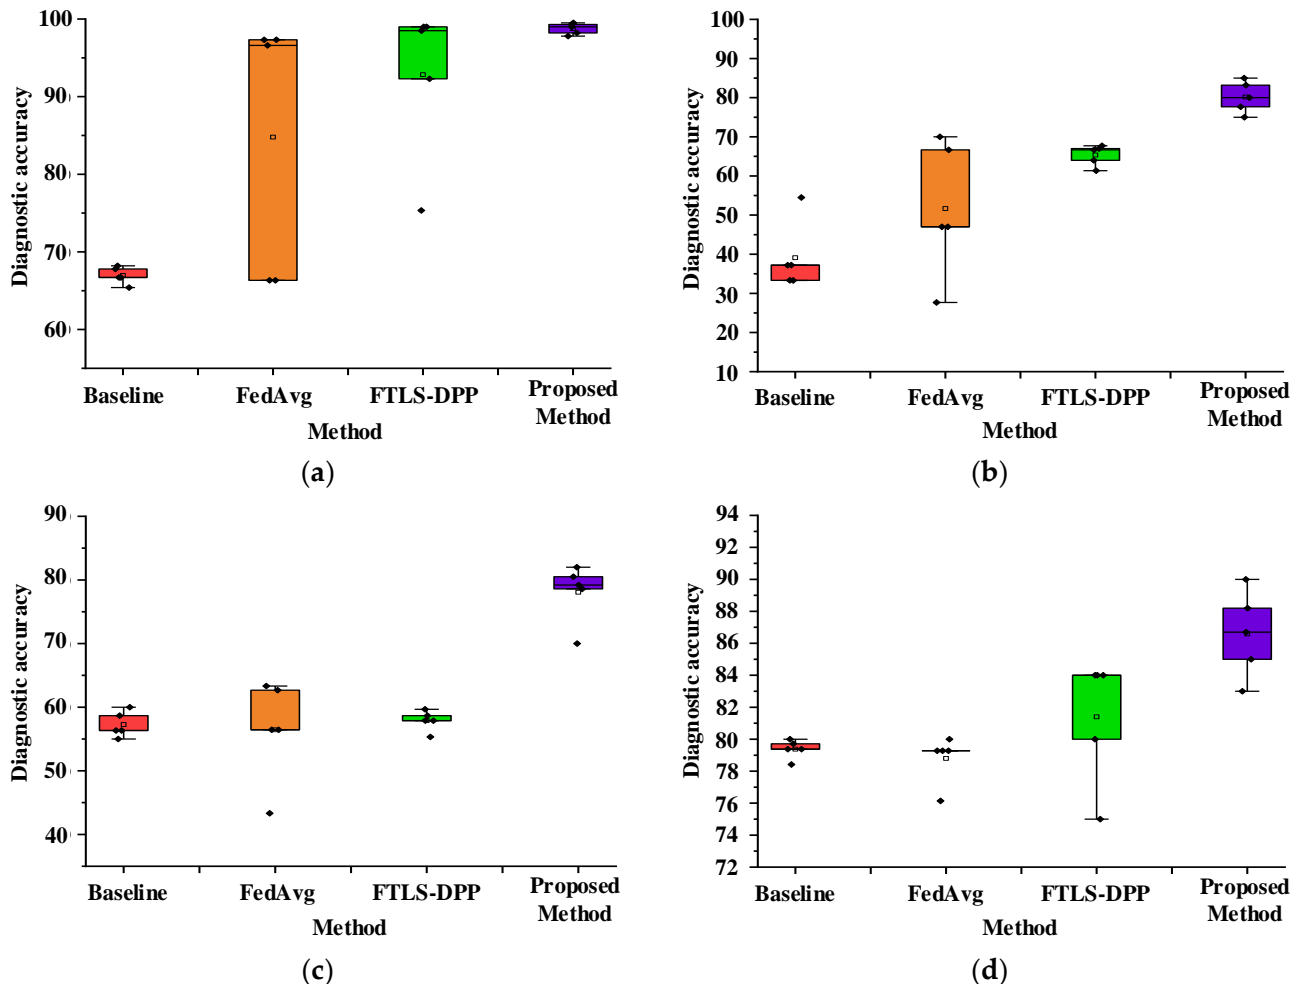 100
90
80
70
60
Diagnostic accuracy
Baseline
FedAvg
FTLS-DPP
Proposed
Method
Method
(a)
100
90
80
70
60
50
40
30
20
10
Diagnostic accuracy
Baseline
FedAvg
FTLS-DPP
Proposed
Method
Method
(b)
90
80
70
60
50
40
Diagnostic accuracy
Baseline
FedAvg
FTLS-DPP
Proposed
Method
Method
(c)
94
92
90
88
86
84
82
80
78
76
74
72
Diagnostic accuracy
Baseline
FedAvg
FTLS-DPP
Proposed
Method
Method
(d)